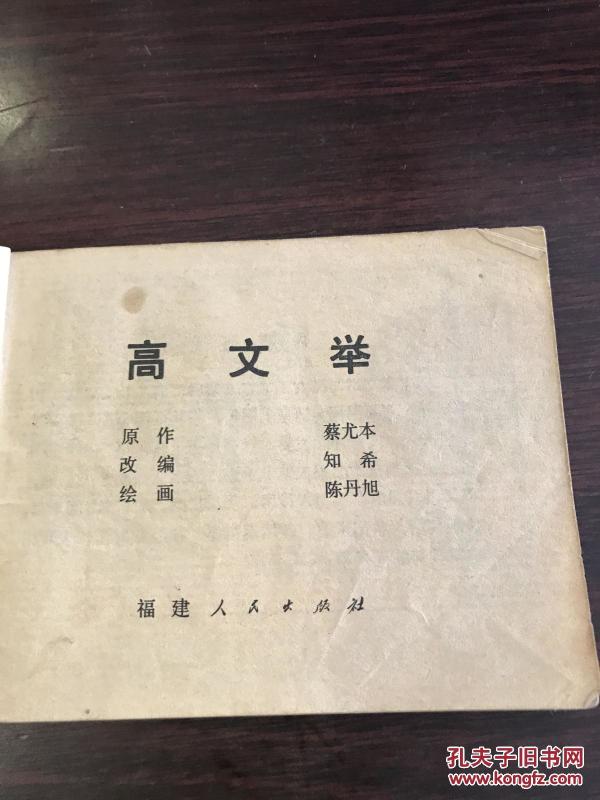 高文举
原作 蔡尤本
改编 知希
绘画 陈丹旭
福建人民出版社
孔夫子旧书网
www.kongfz.com